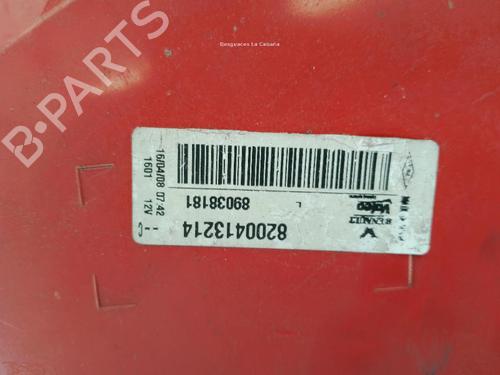 Desguaces La Cabaña
B-PARTS
RENAULT
Valeo
8200413214
L
89038181
16/04/08 07:42
1601 12V